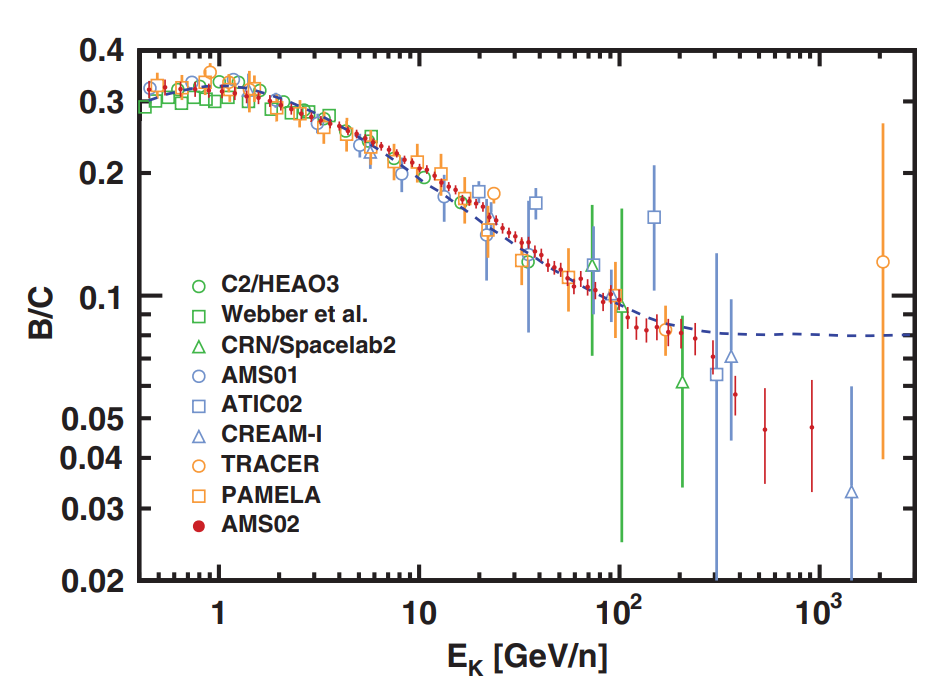 0.4
0.3
0.2
0.1
0.05
0.04
0.03
0.02
B/C
C2/HEAO3
Webber et al.
CRN/Spacelab2
AMS01
ATIC02
CREAM-I
TRACER
PAMELA
AMS02
1 10 10² 10³
E_K [GeV/n]